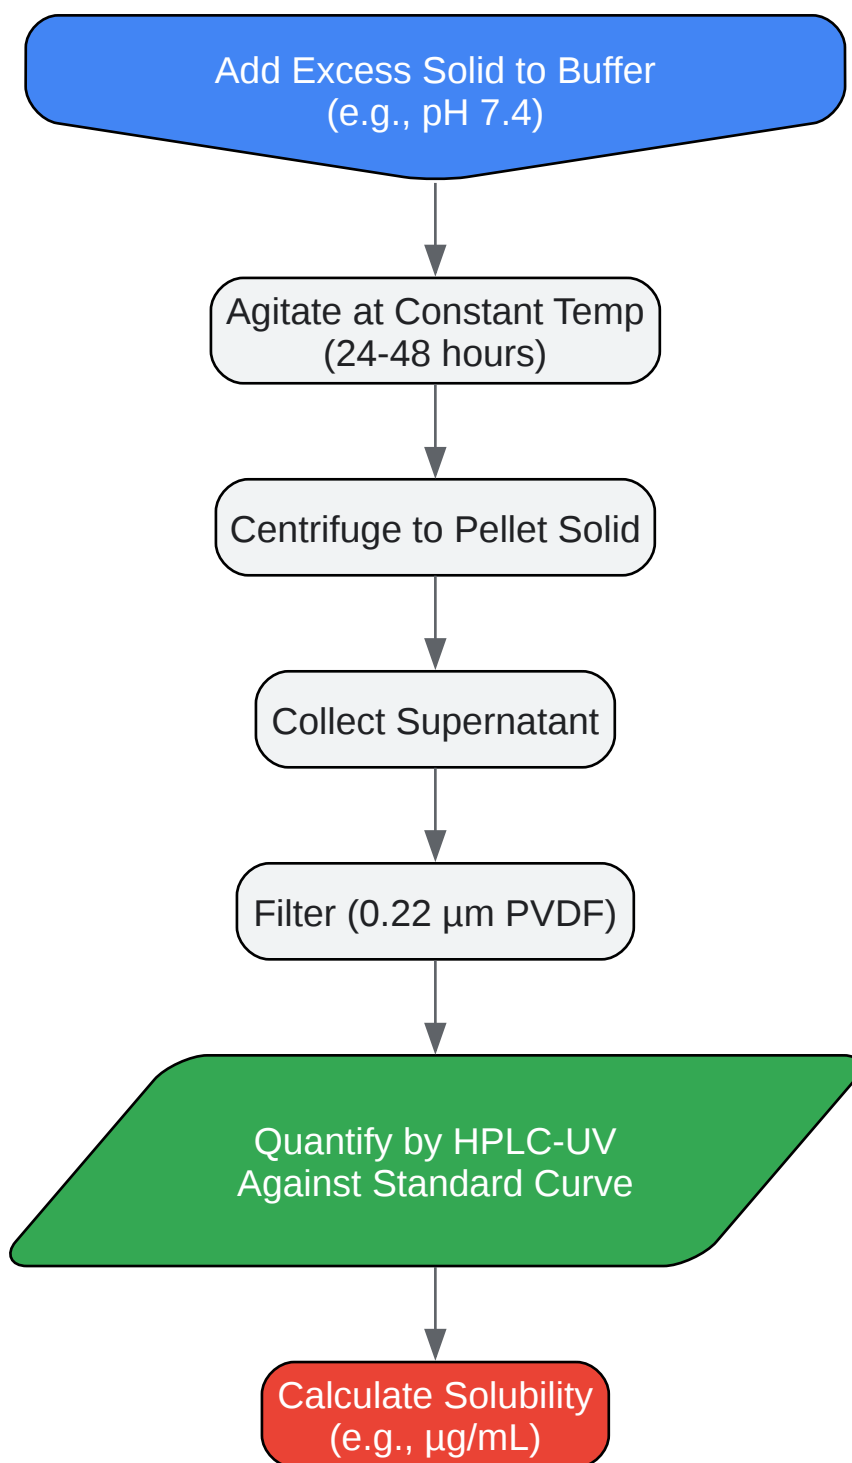 Add Excess Solid to Buffer
(e.g., pH 7.4)
Agitate at Constant Temp
(24-48 hours)
Centrifuge to Pellet Solid
Collect Supernatant
Filter (0.22 µm PVDF)
Quantify by HPLC-UV
Against Standard Curve
Calculate Solubility
(e.g., µg/mL)